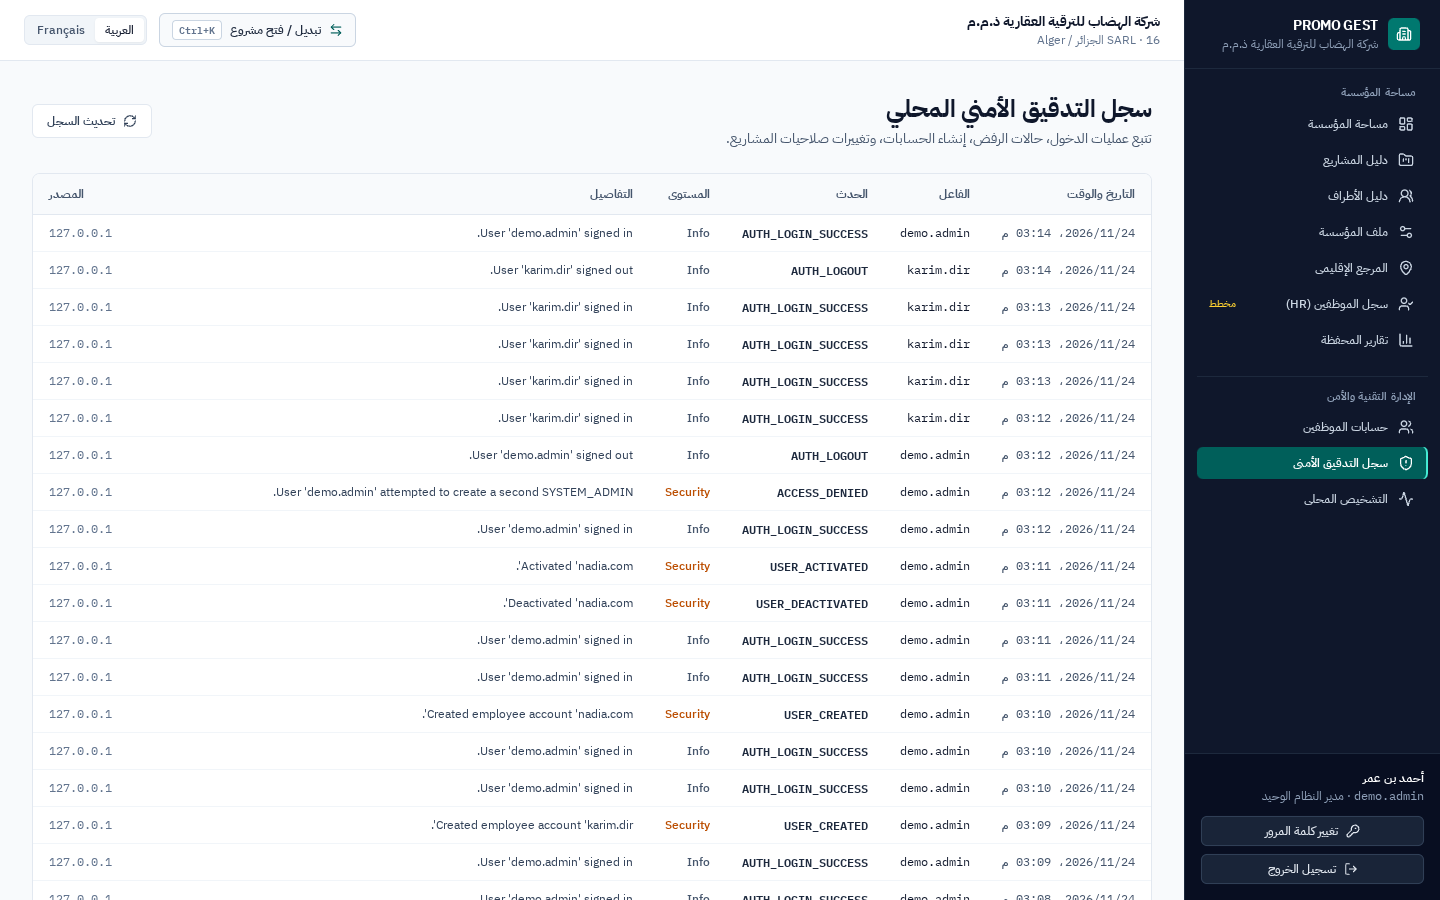 PROMO GEST
شركة الهضاب للترقية العقارية ذ.م.م
مساحة المؤسسة
مساحة المؤسسة
دليل المشاريع
دليل الأطراف
ملف المؤسسة
المرجع الإقليمي
سجل الموظفين (HR) مخطط
تقارير المحفظة
الإدارة التقنية والأمن
حسابات الموظفين
سجل التدقيق الأمني
التشخيص المحلي
أحمد بن عمر
demo.admin · مدير النظام الوحيد
تغيير كلمة المرور
تسجيل الخروج
شركة الهضاب للترقية العقارية ذ.م.م
16 · SARL الجزائر / Alger
تبديل / فتح مشروع Ctrl+K
العربية Français
سجل التدقيق الأمني المحلي
تتبع عمليات الدخول، حالات الرفض، إنشاء الحسابات، وتغييرات صلاحيات المشاريع.
تحديث السجل
التاريخ والوقت الفاعل الحدث المستوى التفاصيل المصدر
2026/11/24، 03:14 م demo.admin AUTH_LOGIN_SUCCESS Info User 'demo.admin' signed in. 127.0.0.1
2026/11/24، 03:14 م karim.dir AUTH_LOGOUT Info User 'karim.dir' signed out. 127.0.0.1
2026/11/24، 03:13 م karim.dir AUTH_LOGIN_SUCCESS Info User 'karim.dir' signed in. 127.0.0.1
2026/11/24، 03:13 م karim.dir AUTH_LOGIN_SUCCESS Info User 'karim.dir' signed in. 127.0.0.1
2026/11/24، 03:13 م karim.dir AUTH_LOGIN_SUCCESS Info User 'karim.dir' signed in. 127.0.0.1
2026/11/24، 03:12 م karim.dir AUTH_LOGIN_SUCCESS Info User 'karim.dir' signed in. 127.0.0.1
2026/11/24، 03:12 م demo.admin AUTH_LOGOUT Info User 'demo.admin' signed out. 127.0.0.1
2026/11/24، 03:12 م demo.admin ACCESS_DENIED Security User 'demo.admin' attempted to create a second SYSTEM_ADMIN. 127.0.0.1
2026/11/24، 03:12 م demo.admin AUTH_LOGIN_SUCCESS Info User 'demo.admin' signed in. 127.0.0.1
2026/11/24، 03:11 م demo.admin USER_ACTIVATED Security Activated 'nadia.com'. 127.0.0.1
2026/11/24، 03:11 م demo.admin USER_DEACTIVATED Security Deactivated 'nadia.com'. 127.0.0.1
2026/11/24، 03:11 م demo.admin AUTH_LOGIN_SUCCESS Info User 'demo.admin' signed in. 127.0.0.1
2026/11/24، 03:11 م demo.admin AUTH_LOGIN_SUCCESS Info User 'demo.admin' signed in. 127.0.0.1
2026/11/24، 03:10 م demo.admin USER_CREATED Security Created employee account 'nadia.com'. 127.0.0.1
2026/11/24، 03:10 م demo.admin AUTH_LOGIN_SUCCESS Info User 'demo.admin' signed in. 127.0.0.1
2026/11/24، 03:10 م demo.admin AUTH_LOGIN_SUCCESS Info User 'demo.admin' signed in. 127.0.0.1
2026/11/24، 03:09 م demo.admin USER_CREATED Security Created employee account 'karim.dir'. 127.0.0.1
2026/11/24، 03:09 م demo.admin AUTH_LOGIN_SUCCESS Info User 'demo.admin' signed in. 127.0.0.1
2026/11/24، 03:08 م demo.admin AUTH_LOGIN_SUCCESS Info User 'demo.admin' signed in. 127.0.0.1